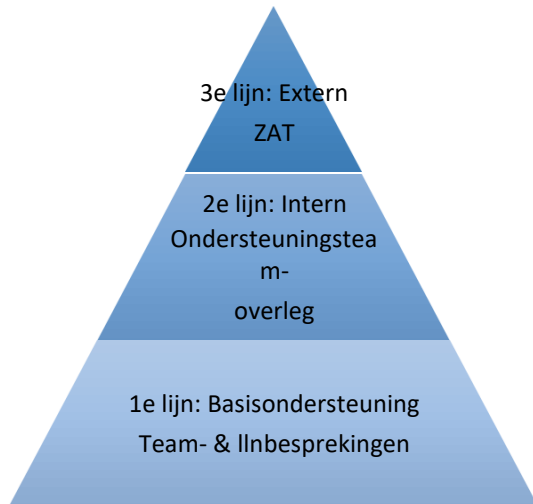 3e lijn: Extern
ZAT
2e lijn: Intern
Ondersteuningstea
m-
overleg
1e lijn: Basisondersteuning
Team- & llnbesprekingen